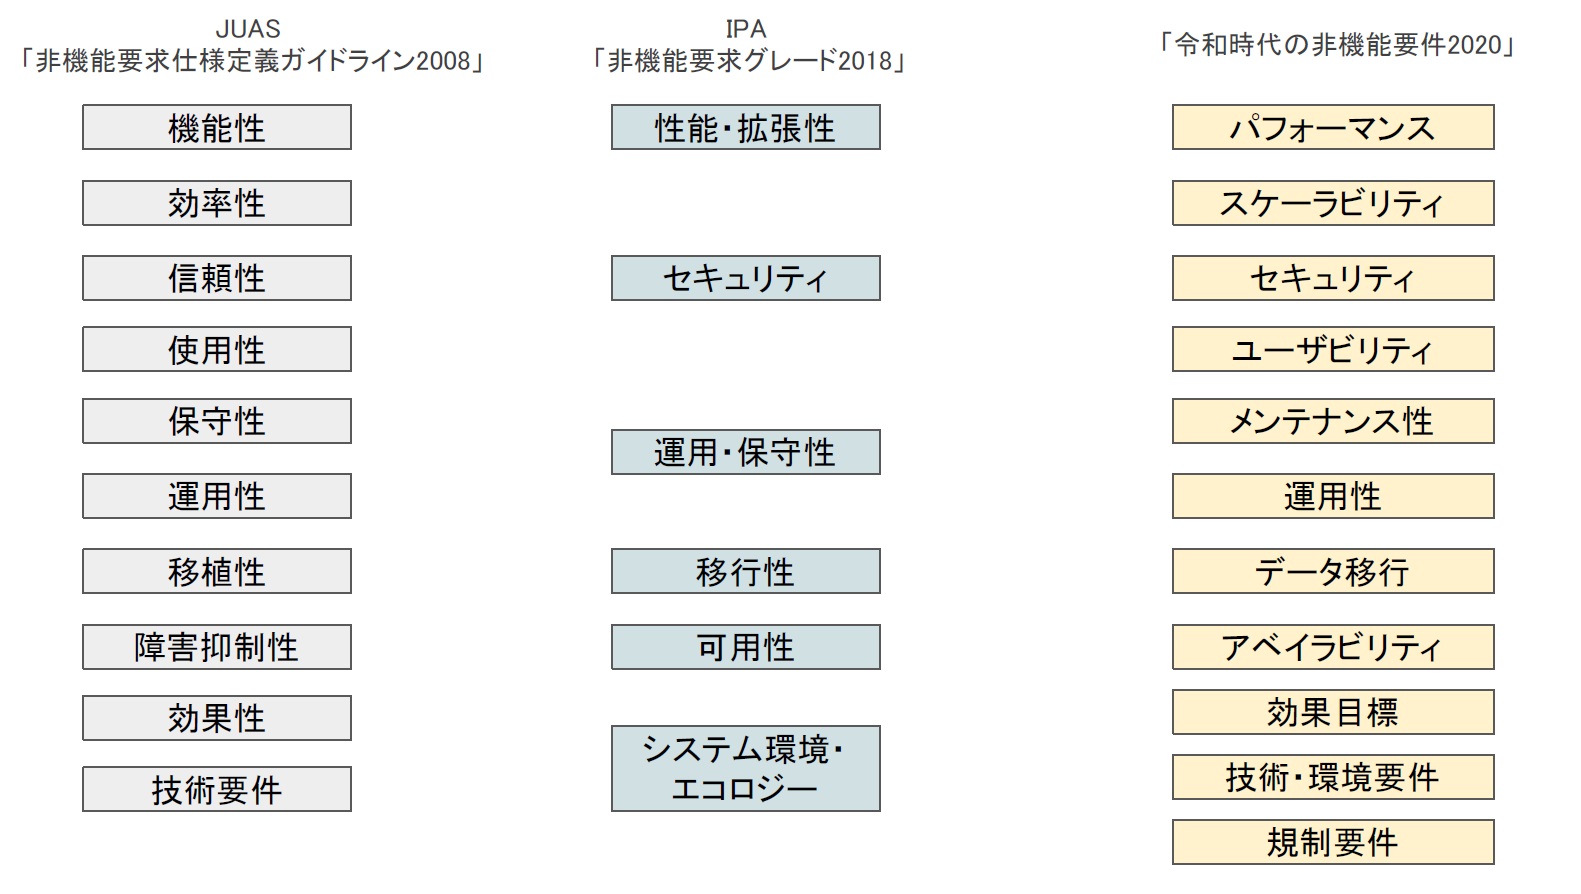 JUAS
「非機能要求仕様定義ガイドライン2008」
機能性
効率性
信頼性
使用性
保守性
運用性
移植性
障害抑制性
効果性
技術要件
IPA
「非機能要求グレード2018」
性能・拡張性
セキュリティ
運用・保守性
移行性
可用性
システム環境・
エコロジー
「令和時代の非機能要件2020」
パフォーマンス
スケーラビリティ
セキュリティ
ユーザビリティ
メンテナンス性
運用性
データ移行
アベイラビリティ
効果目標
技術・環境要件
規制要件